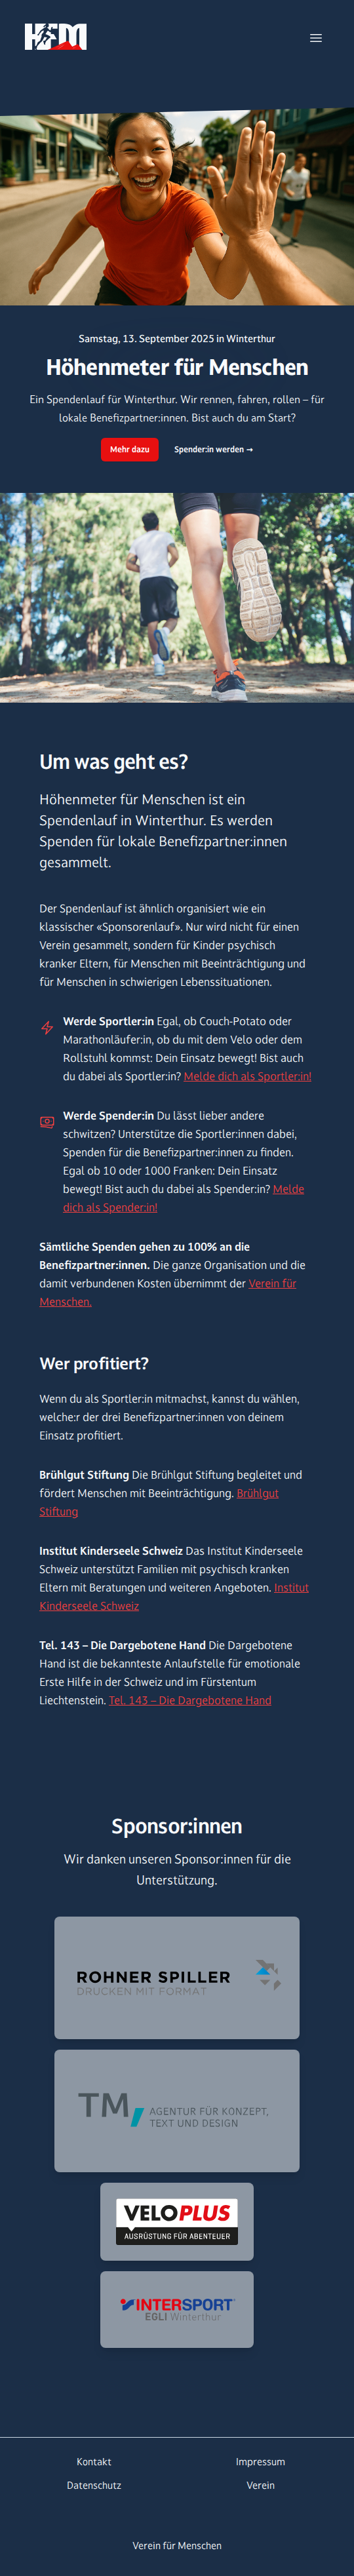 HFM
Samstag, 13. September 2025 in Winterthur
Höhenmeter für Menschen
Ein Spendenlauf für Winterthur. Wir rennen, fahren, rollen – für
lokale Benefizpartner:innen. Bist auch du am Start?
Mehr dazu
Spender:in werden →
Um was geht es?
Höhenmeter für Menschen ist ein
Spendenlauf in Winterthur. Es werden
Spenden für lokale Benefizpartner:innen
gesammelt.
Der Spendenlauf ist ähnlich organisiert wie ein
klassischer «Sponsorenlauf». Nur wird nicht für einen
Verein gesammelt, sondern für Kinder psychisch
kranker Eltern, für Menschen mit Beeinträchtigung und
für Menschen in schwierigen Lebenssituationen.
Werde Sportler:in Egal, ob Couch-Potato oder
Marathonläufer:in, ob du mit dem Velo oder dem
Rollstuhl kommst: Dein Einsatz bewegt! Bist auch
du dabei als Sportler:in? Melde dich als Sportler:in!
Werde Spender:in Du lässt lieber andere
schwitzen? Unterstütze die Sportler:innen dabei,
Spenden für die Benefizpartner:innen zu finden.
Egal ob 10 oder 1000 Franken: Dein Einsatz
bewegt! Bist auch du dabei als Spender:in? Melde
dich als Spender:in!
Sämtliche Spenden gehen zu 100% an die
Benefizpartner:innen. Die ganze Organisation und die
damit verbundenen Kosten übernimmt der Verein für
Menschen.
Wer profitiert?
Wenn du als Sportler:in mitmachst, kannst du wählen,
welche:r der drei Benefizpartner:innen von deinem
Einsatz profitiert.
Brühlgut Stiftung Die Brühlgut Stiftung begleitet und
fördert Menschen mit Beeinträchtigung. Brühlgut
Stiftung
Institut Kinderseele Schweiz Das Institut Kinderseele
Schweiz unterstützt Familien mit psychisch kranken
Eltern mit Beratungen und weiteren Angeboten. Institut
Kinderseele Schweiz
Tel. 143 – Die Dargebotene Hand Die Dargebotene
Hand ist die bekannteste Anlaufstelle für emotionale
Erste Hilfe in der Schweiz und im Fürstentum
Liechtenstein. Tel. 143 – Die Dargebotene Hand
Sponsor:innen
Wir danken unseren Sponsor:innen für die
Unterstützung.
ROHNER SPILLER
DRUCKEN MIT FORMAT
TM
AGENTUR FÜR KONZEPT,
TEXT UND DESIGN
VELOPLUS
AUSRÜSTUNG FÜR ABENTEUER
INTERSPORT
EGLI Winterthur
Kontakt
Impressum
Datenschutz
Verein
Verein für Menschen